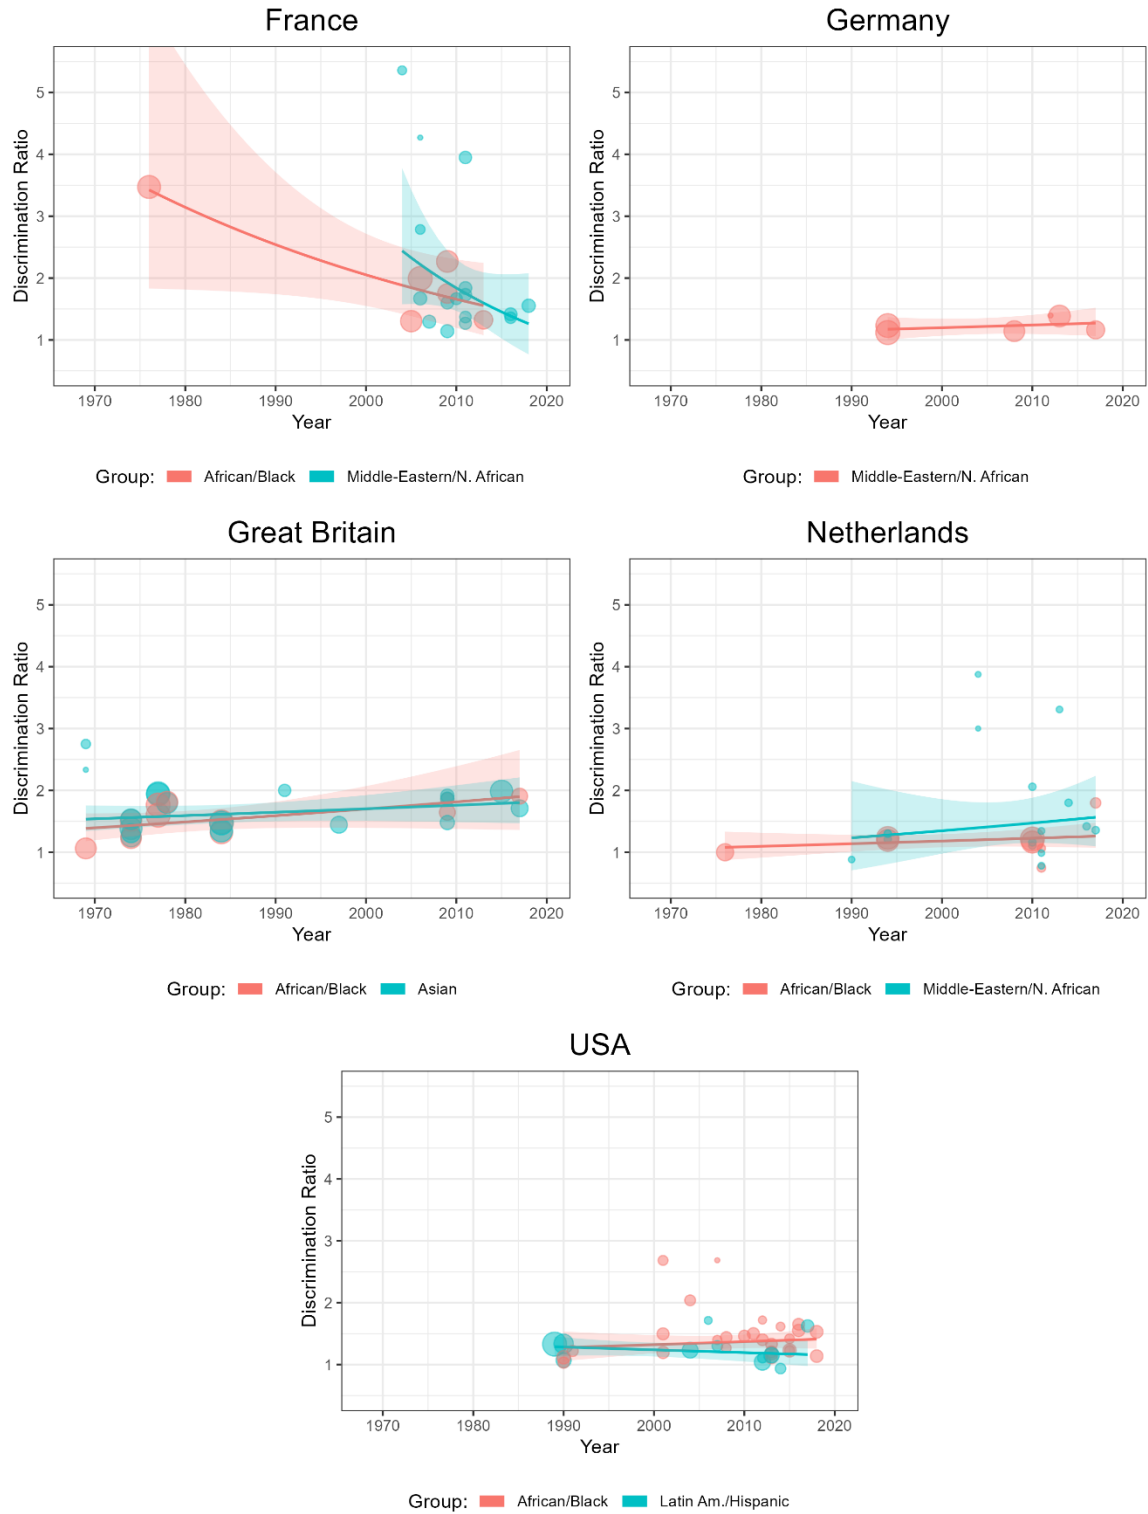 France
Germany
Discrimination Ratio
5
4
3
2
1
1970 1980 1990 2000 2010 2020
Year
Group: African/Black Middle-Eastern/N. African
Discrimination Ratio
5
4
3
2
1
1970 1980 1990 2000 2010 2020
Year
Group: Middle-Eastern/N. African
Great Britain
Netherlands
Discrimination Ratio
5
4
3
2
1
1970 1980 1990 2000 2010 2020
Year
Group: African/Black Asian
Discrimination Ratio
5
4
3
2
1
1970 1980 1990 2000 2010 2020
Year
Group: African/Black Middle-Eastern/N. African
USA
Discrimination Ratio
5
4
3
2
1
1970 1980 1990 2000 2010 2020
Year
Group: African/Black Latin Am./Hispanic